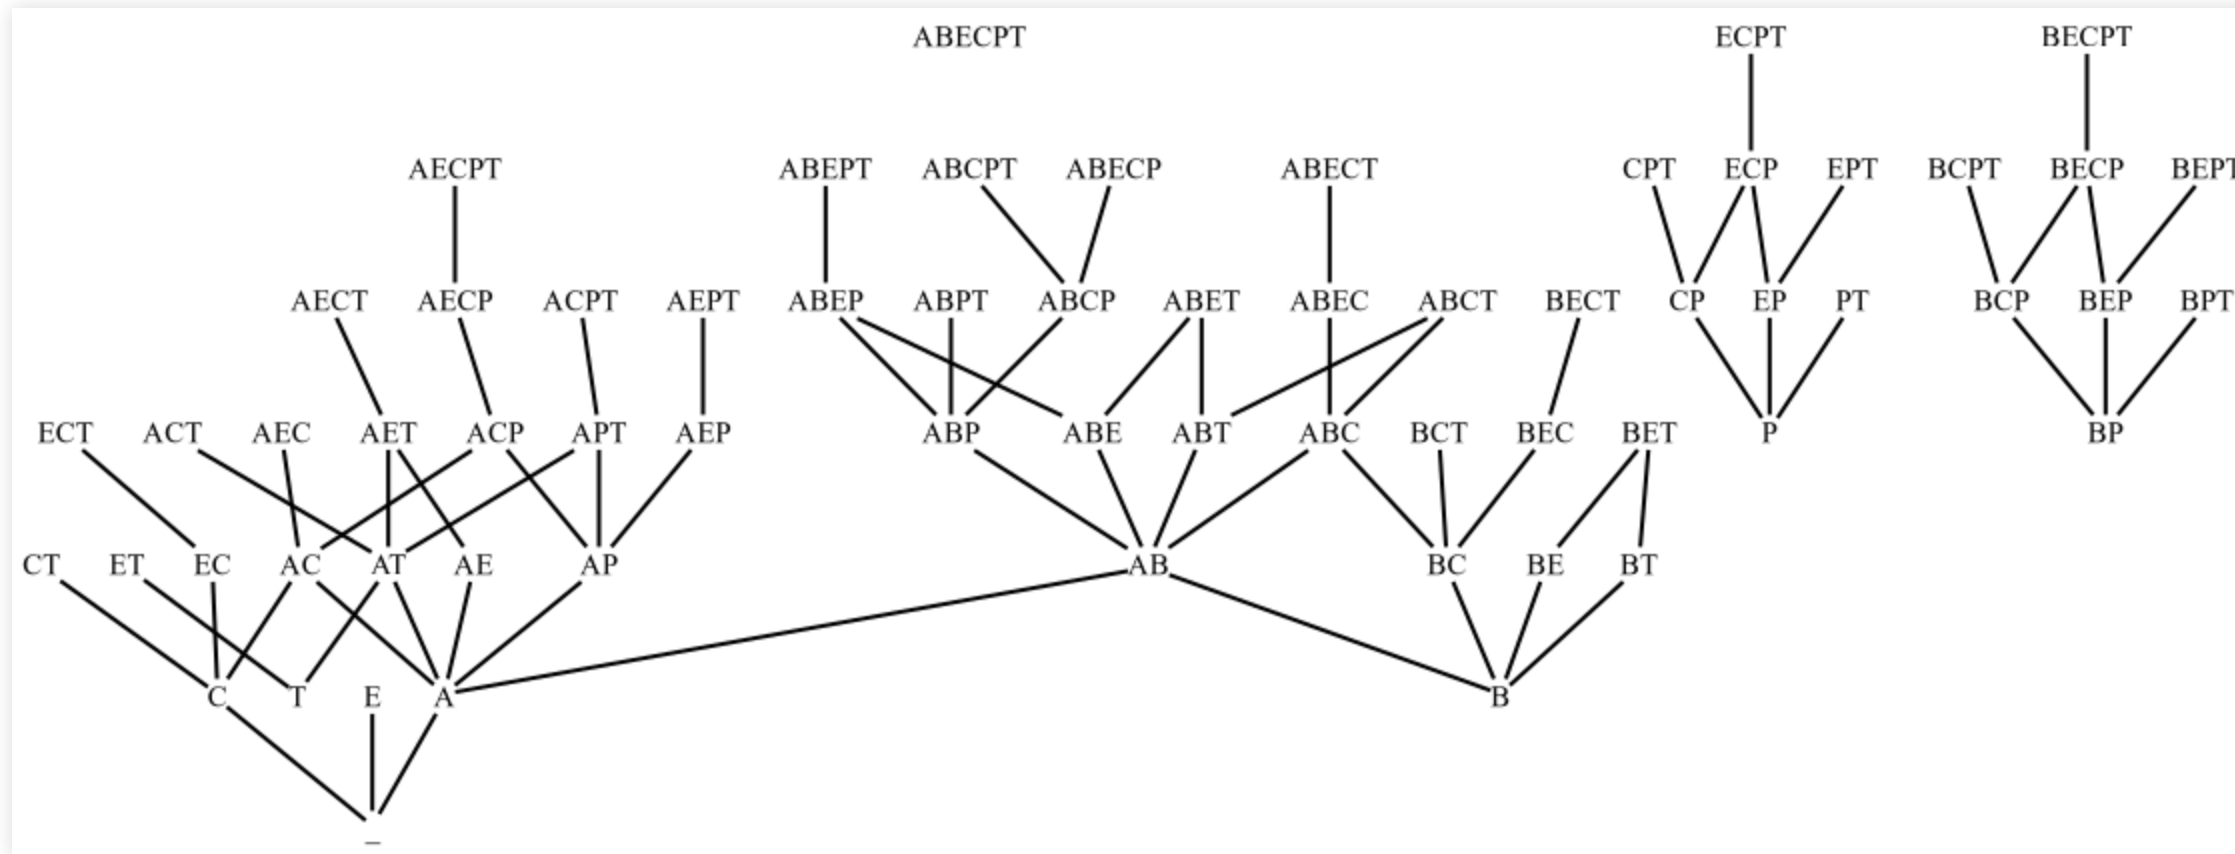 ABECPT ECPT BECPT
AECPT ABEPT ABCPT ABECP ABECT CPT ECP EPT BCPT BECP BEPT
AECT AECP ACPT AEPT ABEP ABPT ABCP ABET ABEC ABCT BECT CP EP PT BCP BEP BPT
ECT ACT AEC AET ACP APT AEP ABP ABE ABT ABC BCT BEC BET P BP
CT ET EC AC AT AE AP AB BC BE BT
C T E A B
–